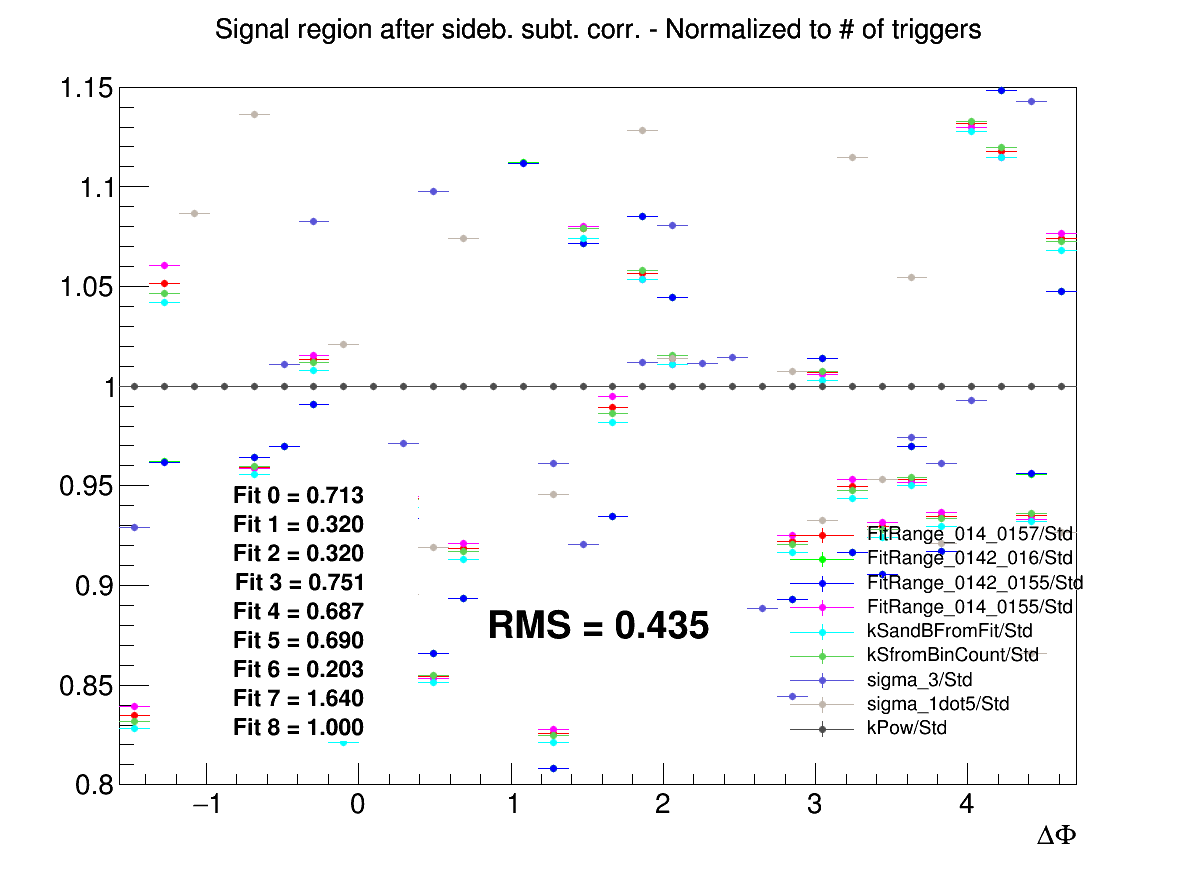 Signal region after sideb. subt. corr. - Normalized to # of triggers
1.15
1.1
1.05
1
0.95
0.9
0.85
0.8
Fit 0 = 0.713
Fit 1 = 0.320
Fit 2 = 0.320
Fit 3 = 0.751
Fit 4 = 0.687
Fit 5 = 0.690
Fit 6 = 0.203
Fit 7 = 1.640
Fit 8 = 1.000
RMS = 0.435
FitRange_014_0157/Std
FitRange_0142_016/Std
FitRange_0142_0155/Std
FitRange_014_0155/Std
kSandBFromFit/Std
kSfromBinCount/Std
sigma_3/Std
sigma_1dot5/Std
kPow/Std
−1 0 1 2 3 4
ΔΦ